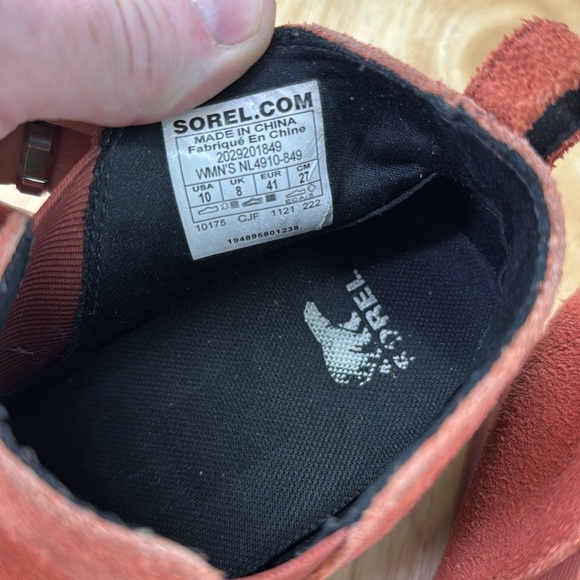 SOREL.COM
MADE IN CHINA
Fabriqué En Chine
2029201849
WMN'S NL4910-849
USA UK EUR CM
10 8 41 27
10175 CJF 1121 222
194895801238
SOREL